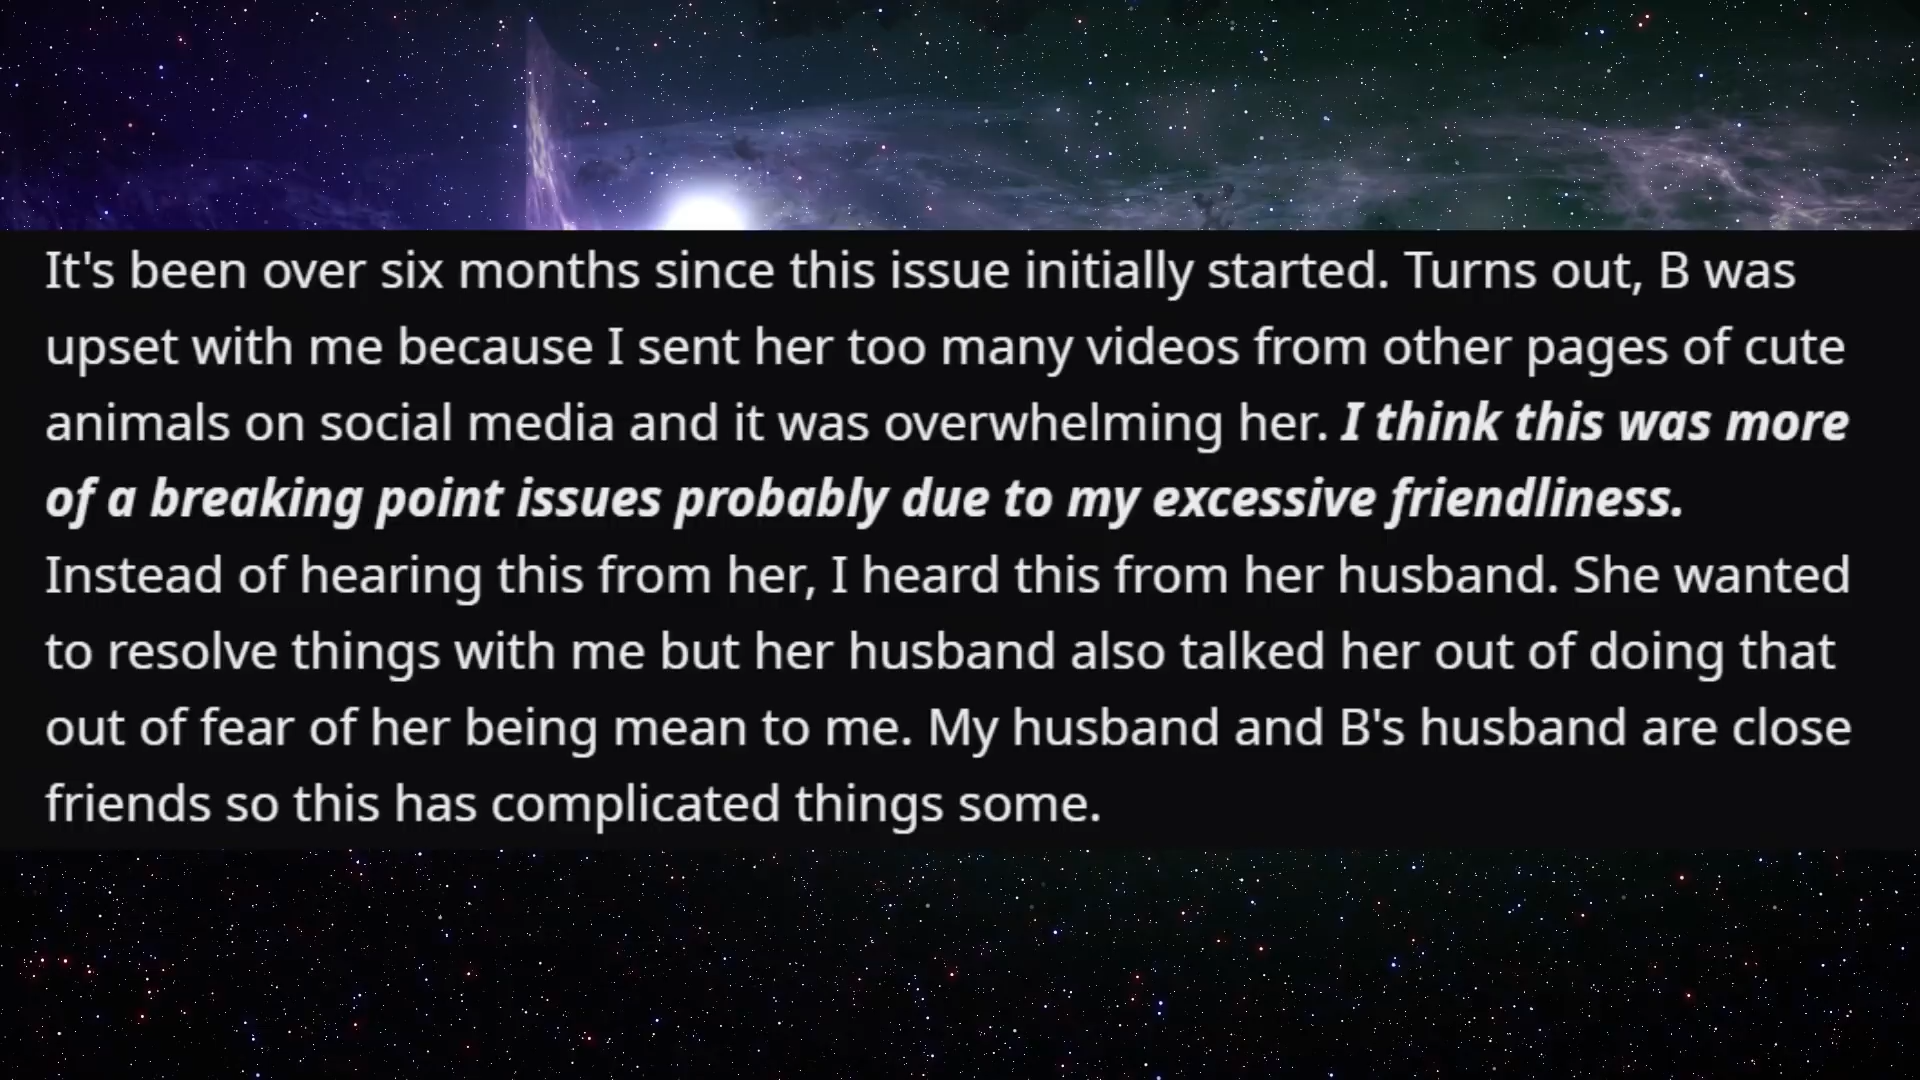 It's been over six months since this issue initially started. Turns out, B was
upset with me because I sent her too many videos from other pages of cute
animals on social media and it was overwhelming her. I think this was more
of a breaking point issues probably due to my excessive friendliness.
Instead of hearing this from her, I heard this from her husband. She wanted
to resolve things with me but her husband also talked her out of doing that
out of fear of her being mean to me. My husband and B's husband are close
friends so this has complicated things some.